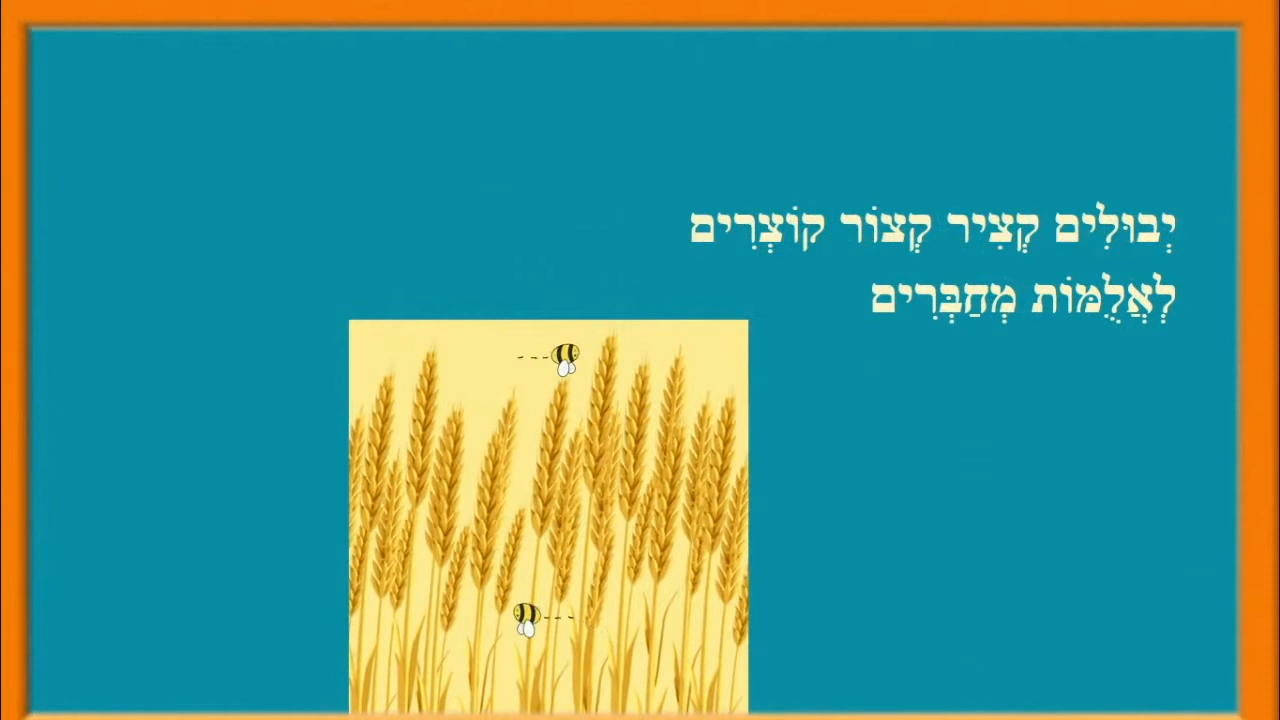 יְבוּלִים קְצִיר קְצוֹר קוֹצְרִים
לְאֲלֻמּוֹת מְחַבְּרִים